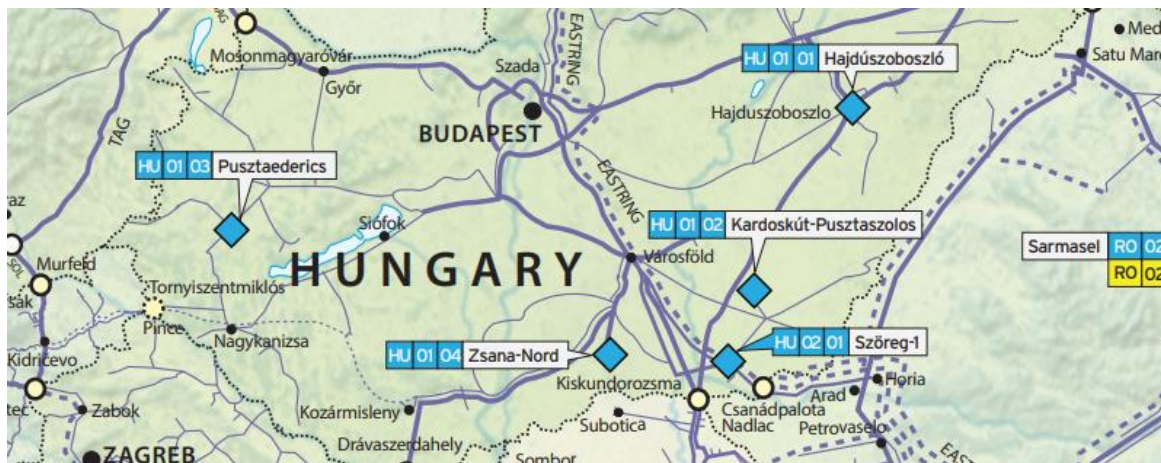 TAG
Mosonmagyaróvár
Győr
Szada
EASTRING
BUDAPEST
HU 01 01 Hajdúszoboszló
Hajduszoboszlo
Satu Mare
TAG
HU 01 03 Pusztaederics
EASTRING
Siófok
HUNGARY
HU 01 02 Kardoskút-Pusztaszolos
Városföld
Sarmasel RO 02
RO 02
SOL
Murfeld
Tornyiszentmiklós
Pince
Nagykanizsa
Kidričevo
HU 01 04 Zsana-Nord
HU 02 01 Szöreg-1
Kiskundorozsma
Zabok
Kozármisleny
Drávaszerdahely
Subotica
Csanádpalota
Nadlac
Arad
Horia
Petrovaselo
ZAGREB
Sombor